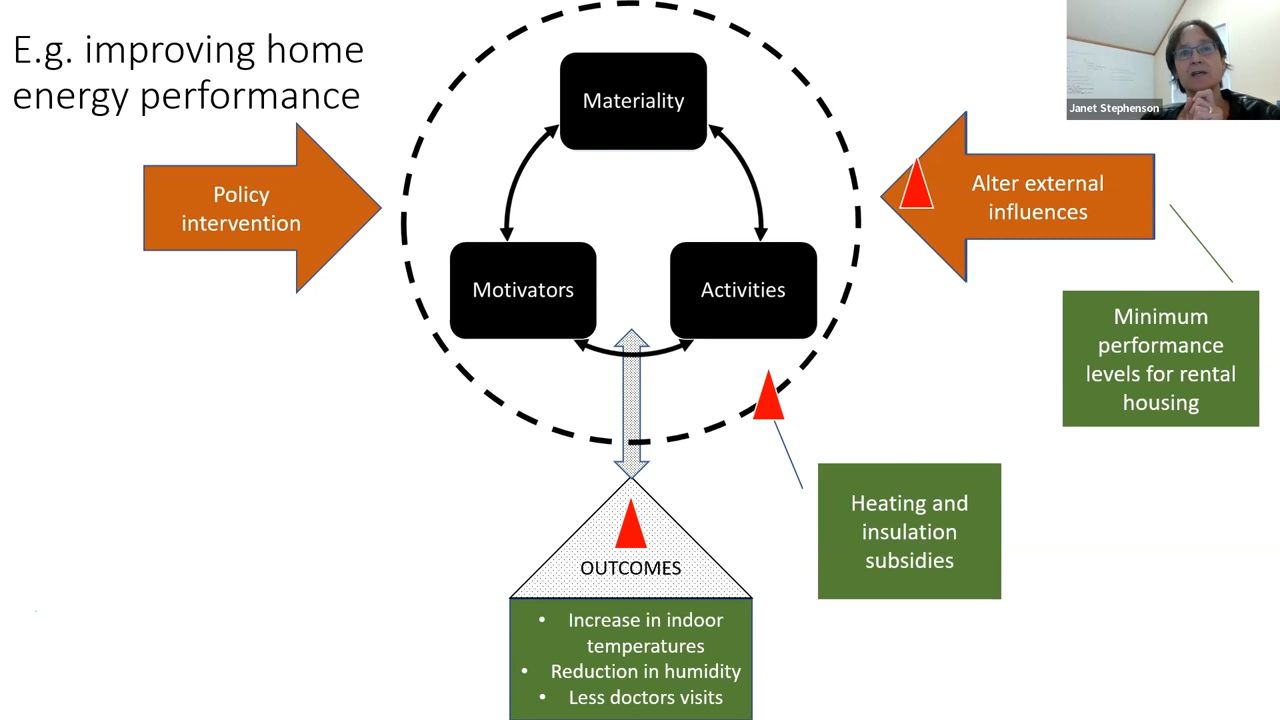 E.g. improving home
energy performance
Materiality
Janet Stephenson
Policy
intervention
Alter external
influences
Motivators
Activities
Minimum
performance
levels for rental
housing
Heating and
insulation
subsidies
OUTCOMES
• Increase in indoor
temperatures
• Reduction in humidity
• Less doctors visits